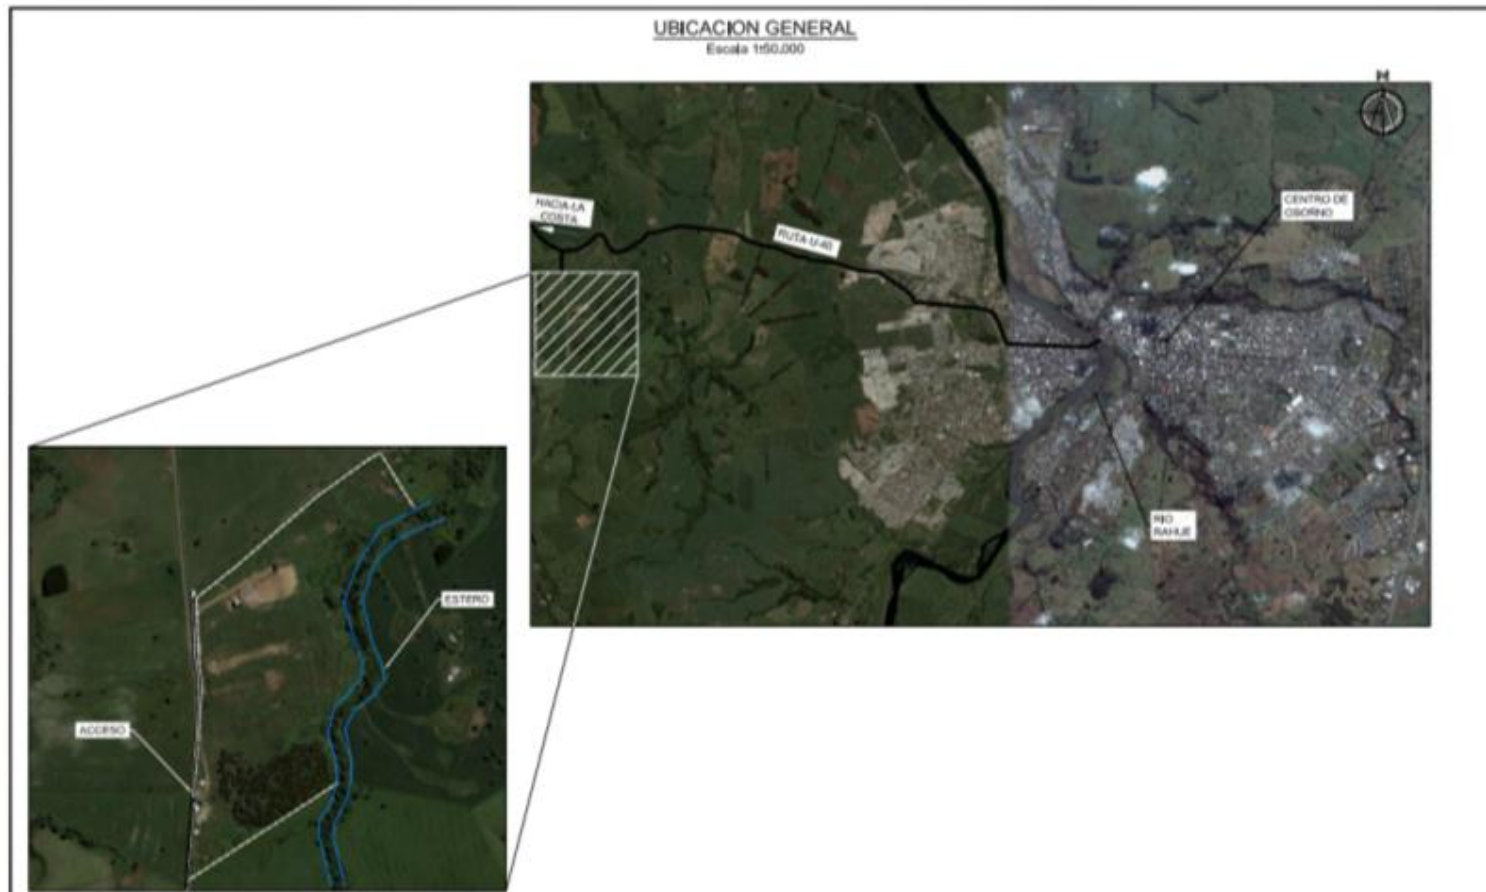 UBICACION GENERAL
Escala 1:50.000
N
HACIA LA
COSTA
RUTA-U-40
CENTRO DE
OSORNO
RIO
RAHUE
ESTERO
ACCESO